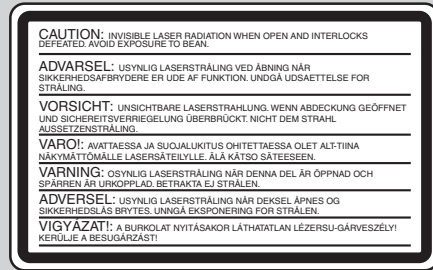 CAUTION: INVISIBLE LASER RADIATION WHEN OPEN AND INTERLOCKS
DEFEATED. AVOID EXPOSURE TO BEAN.
ADVARSEL: USYNLIG LASERSTRÅLING VED ÅBNING NÅR
SIKKERHEDSAFBRYDERE ER UDE AF FUNKTION. UNDGÅ UDSAETTELSE FOR
STRÅLING.
VORSICHT: UNSICHTBARE LASERSTRAHLUNG. WENN ABDECKUNG GEÖFFNET
UND SICHEREITSVERRIEGELUNG ÜBERBRÜCKT. NICHT DEM STRAHL
AUSSETZENSTRÅLING.
VARO!: AVATTAESSA JA SUOJALUKITUS OHITETTAESSA OLET ALT-TIINA
NÄKYMÄTTÖMÄLLE LASERSÄTEILYLLE. ÄLÄ KÄTSO SÄTEESEEN.
VARNING: OSYNLIG LASERSTRÅLNING NÄR DENNA DEL ÄR ÖPPNAD OCH
SPÄRREN ÄR URKOPPLAD. BETRAKTA EJ STRÅLEN.
ADVERSEL: USYNLIG LASERSTRÅLING NÅR DEKSEL ÅPNES OG
SIKKERHEDSLÅS BRYTES. UNNGÅ EKSPONERING FOR STRÅLEN.
VIGYÁZAT!: A BURKOLAT NYITÁSAKOR LÁTHATATLAN LÉZERSU-GÁRVESZÉLY!
KERÜLJE A BESUGÁRZÁST!